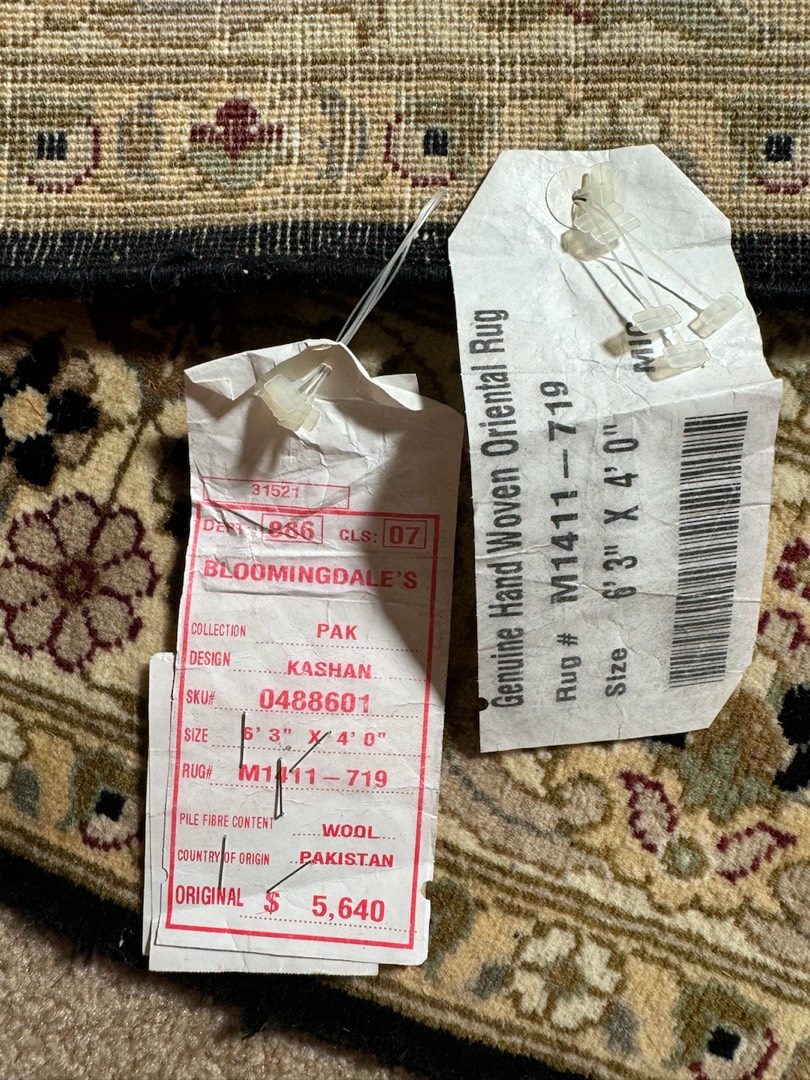 31521
DEPT: 986 CLS: 07
BLOOMINGDALE'S
COLLECTION PAK
DESIGN KASHAN
SKU# 0488601
SIZE 6' 3" X 4' 0"
RUG# M1411-719
PILE FIBRE CONTENT WOOL
COUNTRY OF ORIGIN PAKISTAN
ORIGINAL $ 5,640
Genuine Hand Woven Oriental Rug
Rug # M1411-719
Size 6' 3" X 4' 0"